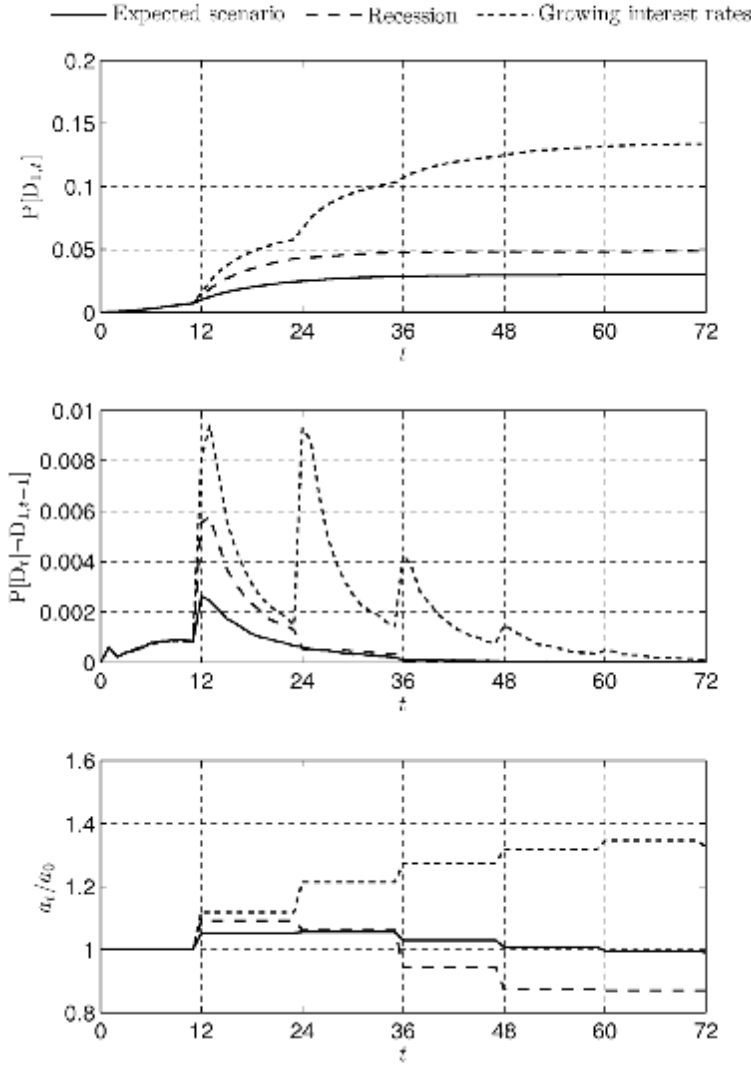 Expected scenario Recession Growing interest rates
0.2
0.15
0.1
0.05
0
P[D₁,t]
0 12 24 36 48 60 72
t
0.01
0.008
0.006
0.004
0.002
0
P[Dt|¬D₁,t−1]
0 12 24 36 48 60 72
t
1.6
1.4
1.2
1
0.8
at/a0
0 12 24 36 48 60 72
t